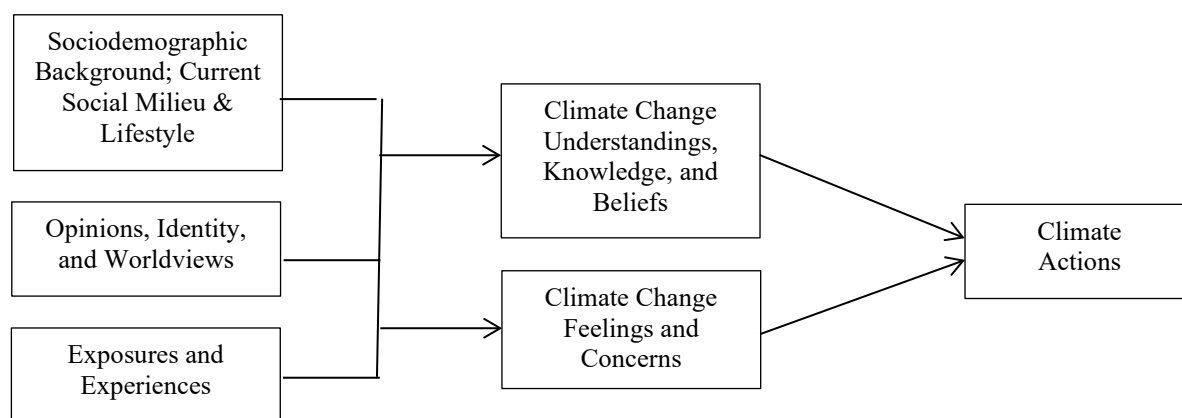 Sociodemographic
Background; Current
Social Milieu &
Lifestyle
Opinions, Identity,
and Worldviews
Exposures and
Experiences
Climate Change
Understandings,
Knowledge, and
Beliefs
Climate Change
Feelings and
Concerns
Climate
Actions